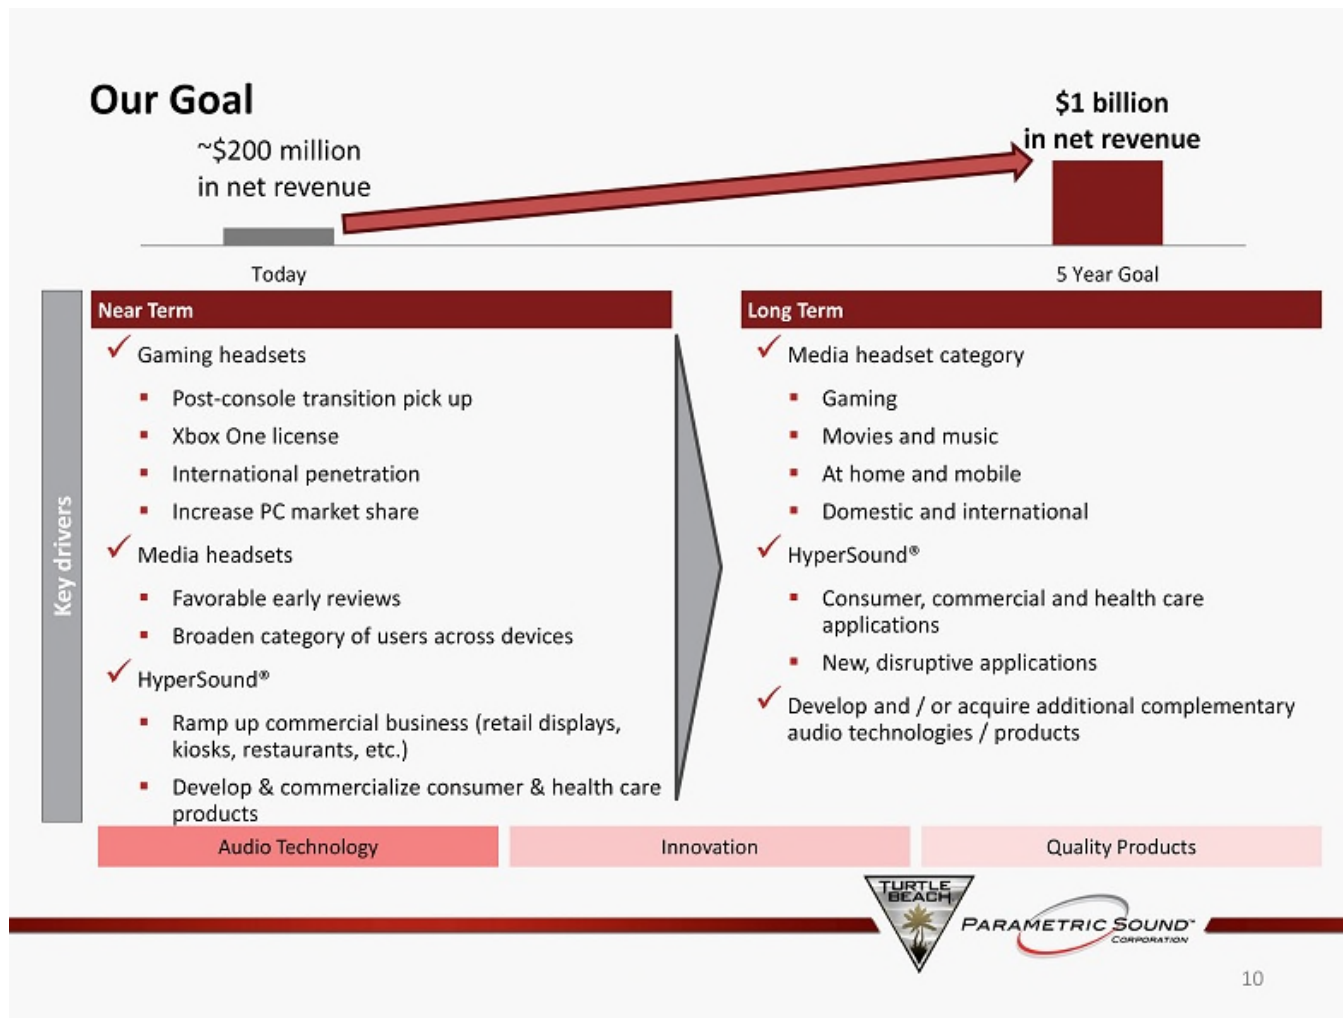 Our Goal
~$200 million
in net revenue
$1 billion
in net revenue
Today
5 Year Goal
Key drivers
Near Term
✓ Gaming headsets
▪ Post-console transition pick up
▪ Xbox One license
▪ International penetration
▪ Increase PC market share
✓ Media headsets
▪ Favorable early reviews
▪ Broaden category of users across devices
✓ HyperSound®
▪ Ramp up commercial business (retail displays,
kiosks, restaurants, etc.)
▪ Develop & commercialize consumer & health care
products
Long Term
✓ Media headset category
▪ Gaming
▪ Movies and music
▪ At home and mobile
▪ Domestic and international
✓ HyperSound®
▪ Consumer, commercial and health care
applications
▪ New, disruptive applications
✓ Develop and / or acquire additional complementary
audio technologies / products
Audio Technology
Innovation
Quality Products
TURTLE
BEACH
PARAMETRIC SOUND™
CORPORATION
10